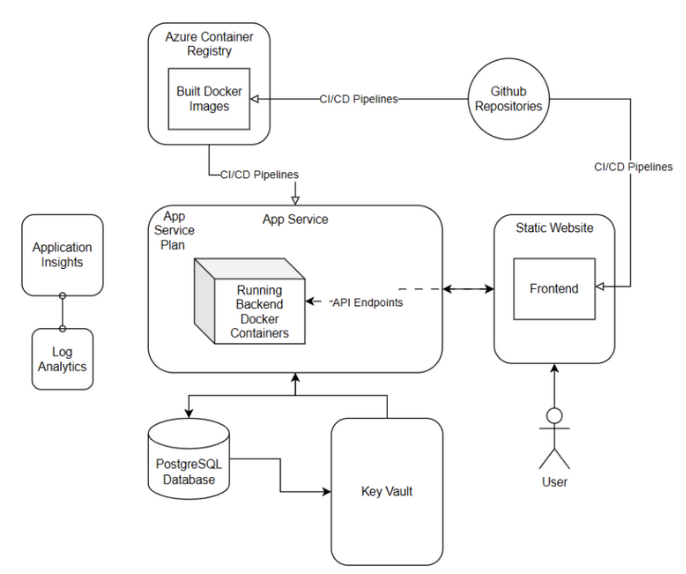 Azure Container
Registry
Built Docker
Images
CI/CD Pipelines
Github
Repositories
CI/CD Pipelines
CI/CD Pipelines
App
Service
Plan
App Service
Static Website
Application
Insights
Running
Backend
Docker
Containers
API Endpoints
Frontend
Log
Analytics
PostgreSQL
Database
Key Vault
User